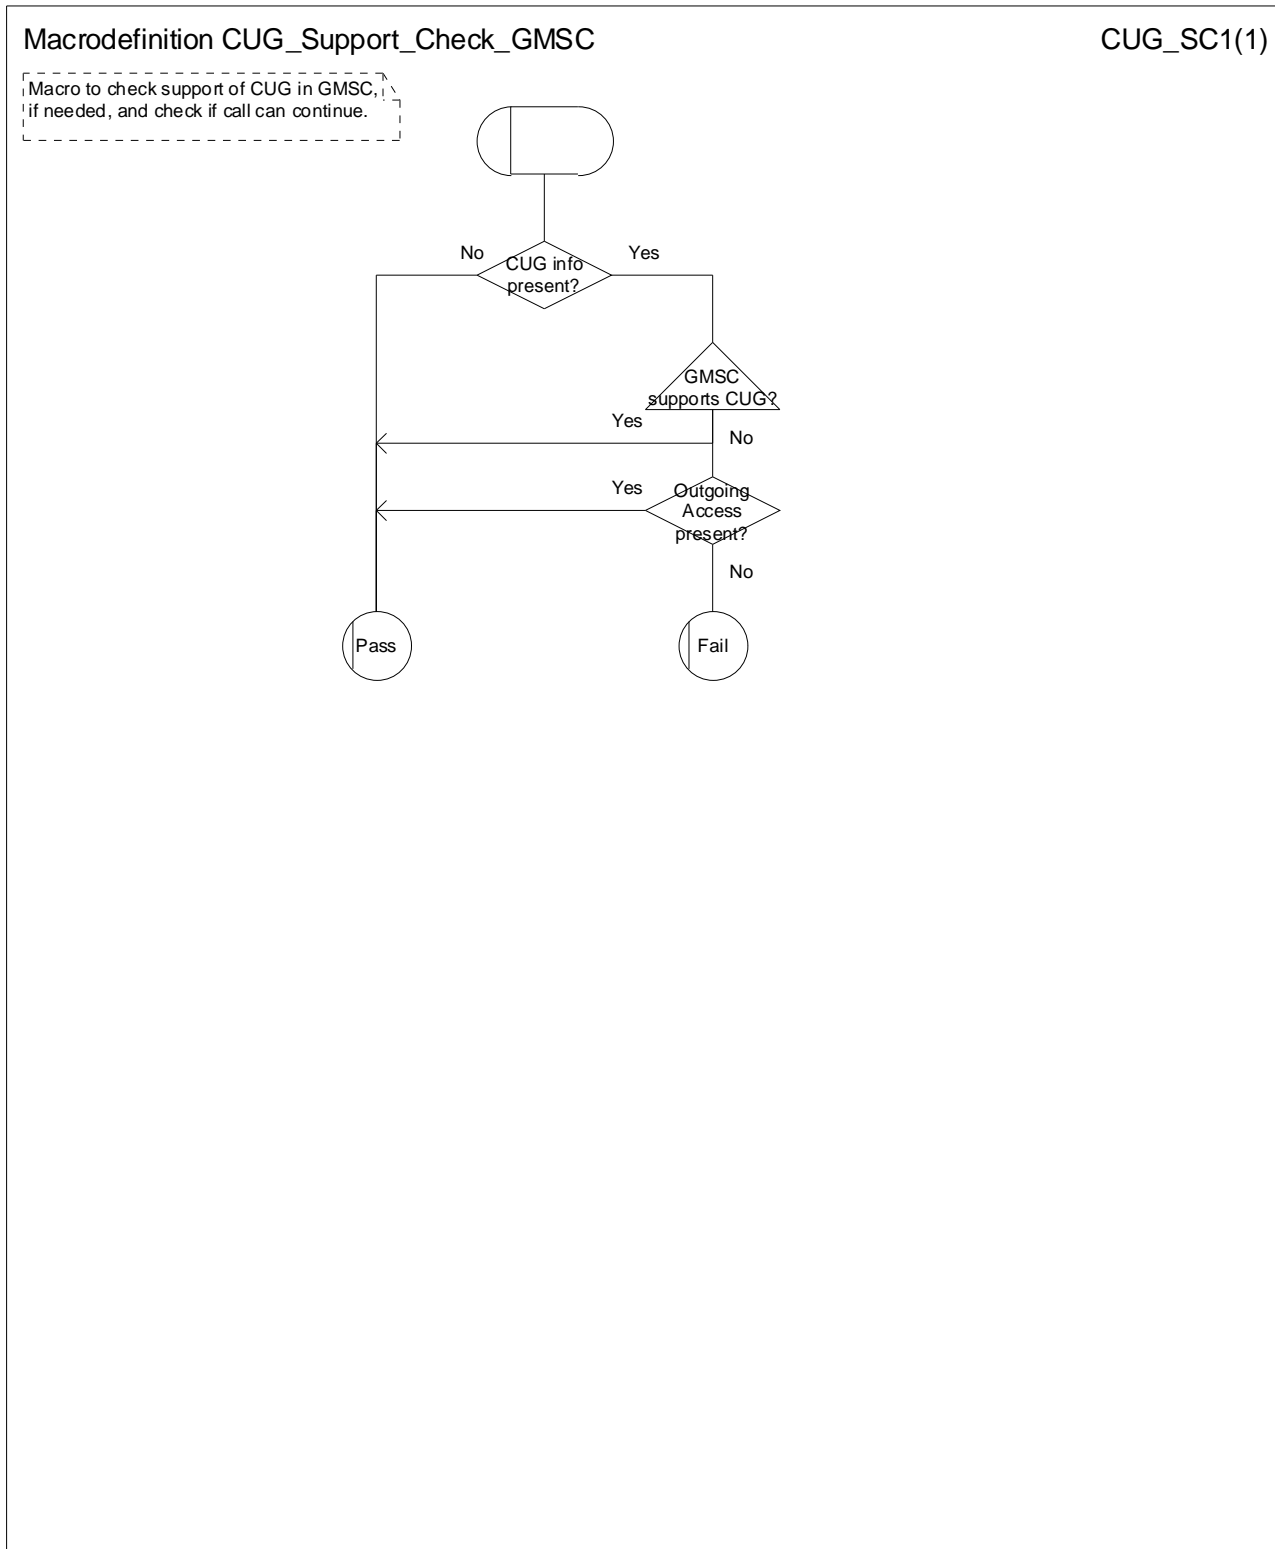 Macrodefinition CUG_Support_Check_GMSC
CUG_SC1(1)
Macro to check support of CUG in GMSC,
if needed, and check if call can continue.
No
Yes
CUG info
present?
GMSC
supports CUG?
Yes
No
Yes
Outgoing
Access
present?
No
Pass
Fail